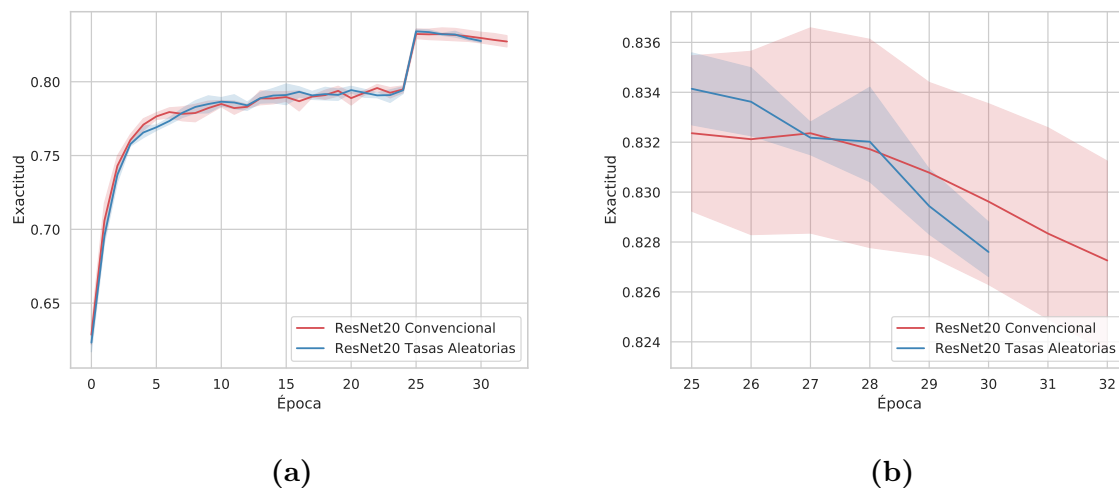 0.80
0.75
0.70
0.65
Exactitud
0 5 10 15 20 25 30
Época
ResNet20 Convencional
ResNet20 Tasas Aleatorias
(a)
0.836
0.834
0.832
0.830
0.828
0.826
0.824
Exactitud
25 26 27 28 29 30 31 32
Época
ResNet20 Convencional
ResNet20 Tasas Aleatorias
(b)